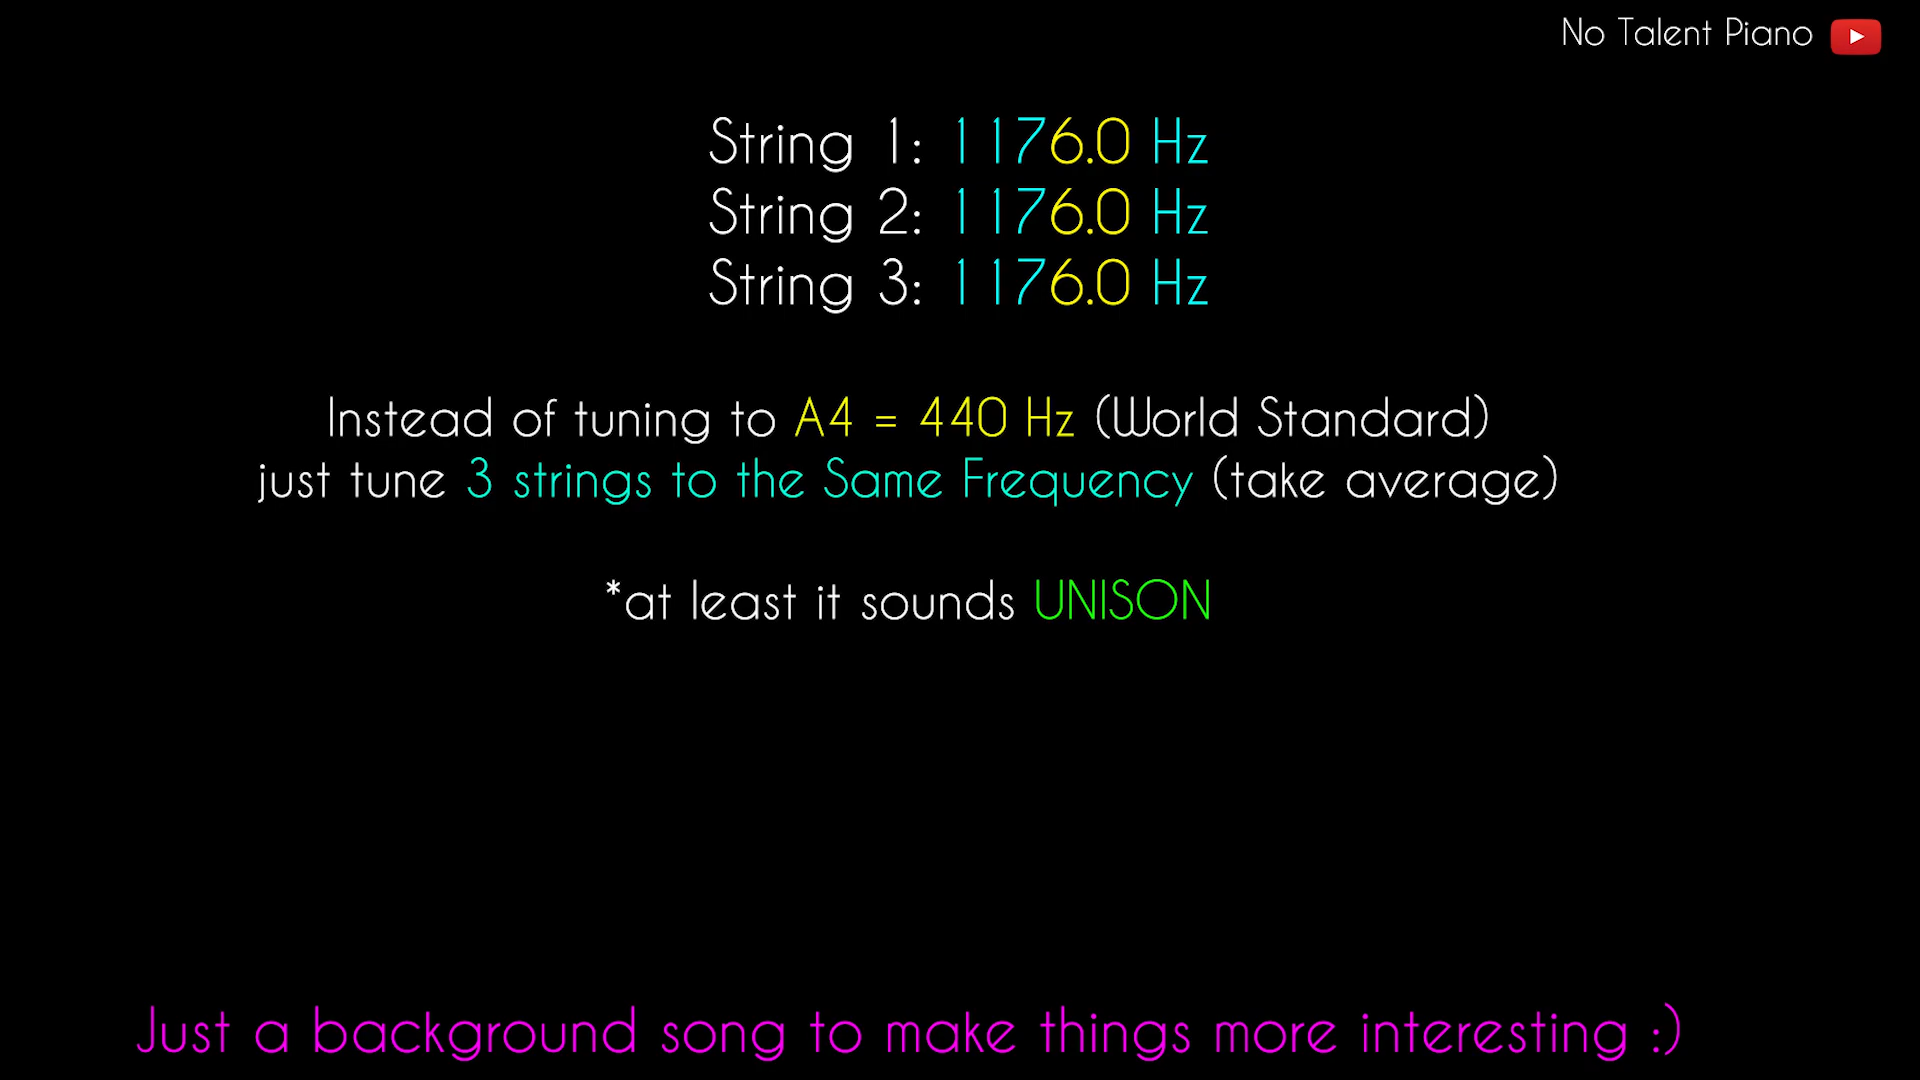 No Talent Piano
String 1: 1176.0 Hz
String 2: 1176.0 Hz
String 3: 1176.0 Hz
Instead of tuning to A4 = 440 Hz (World Standard)
just tune 3 strings to the Same Frequency (take average)
*at least it sounds UNISON
Just a background song to make things more interesting :)